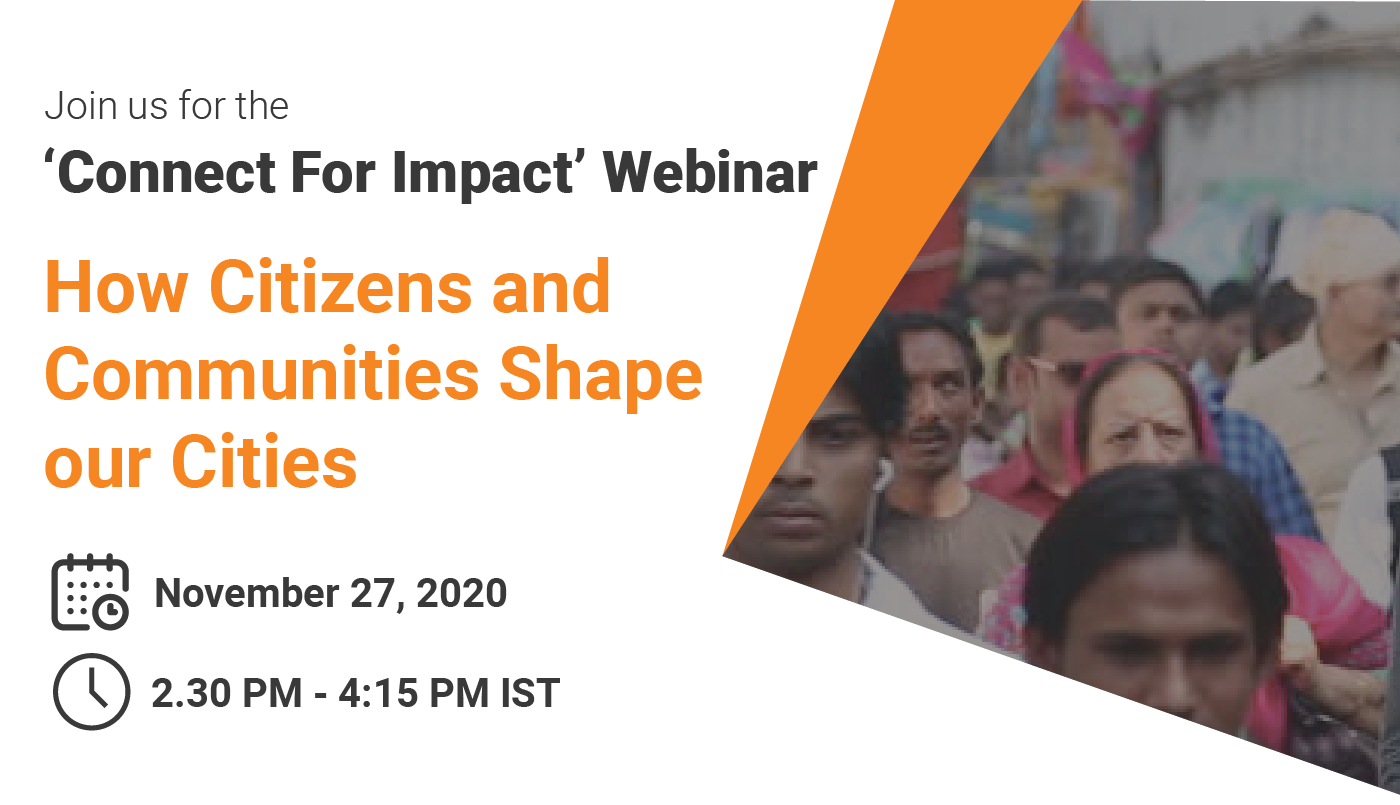 Join us for the
‘Connect For Impact’ Webinar
How Citizens and
Communities Shape
our Cities
November 27, 2020
2.30 PM - 4:15 PM IST